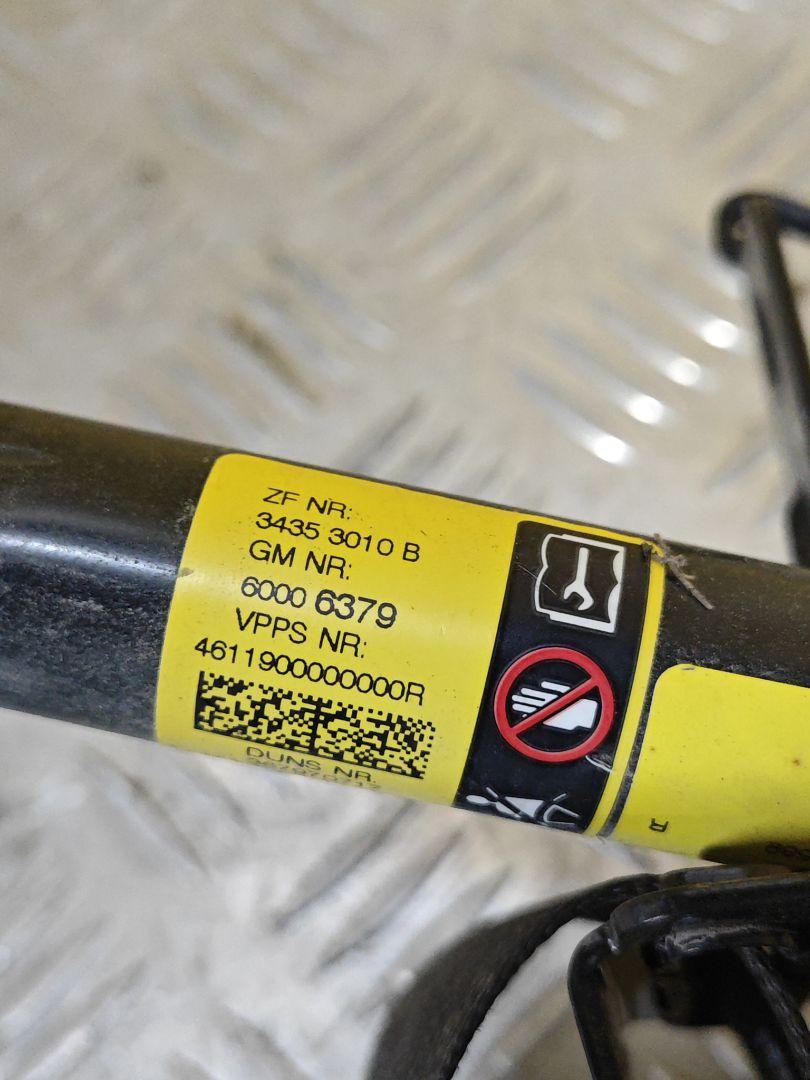 ZF NR:
3435 3010 B
GM NR:
6000 6379
VPPS NR:
4611900000000R
DUNS NR.
R